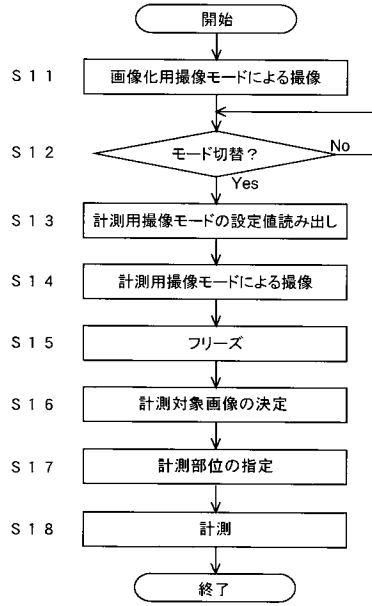 開始
S11 画像化用撮像モードによる撮像
S12 モード切替？ No
Yes
S13 計測用撮像モードの設定値読み出し
S14 計測用撮像モードによる撮像
S15 フリーズ
S16 計測対象画像の決定
S17 計測部位の指定
S18 計測
終了